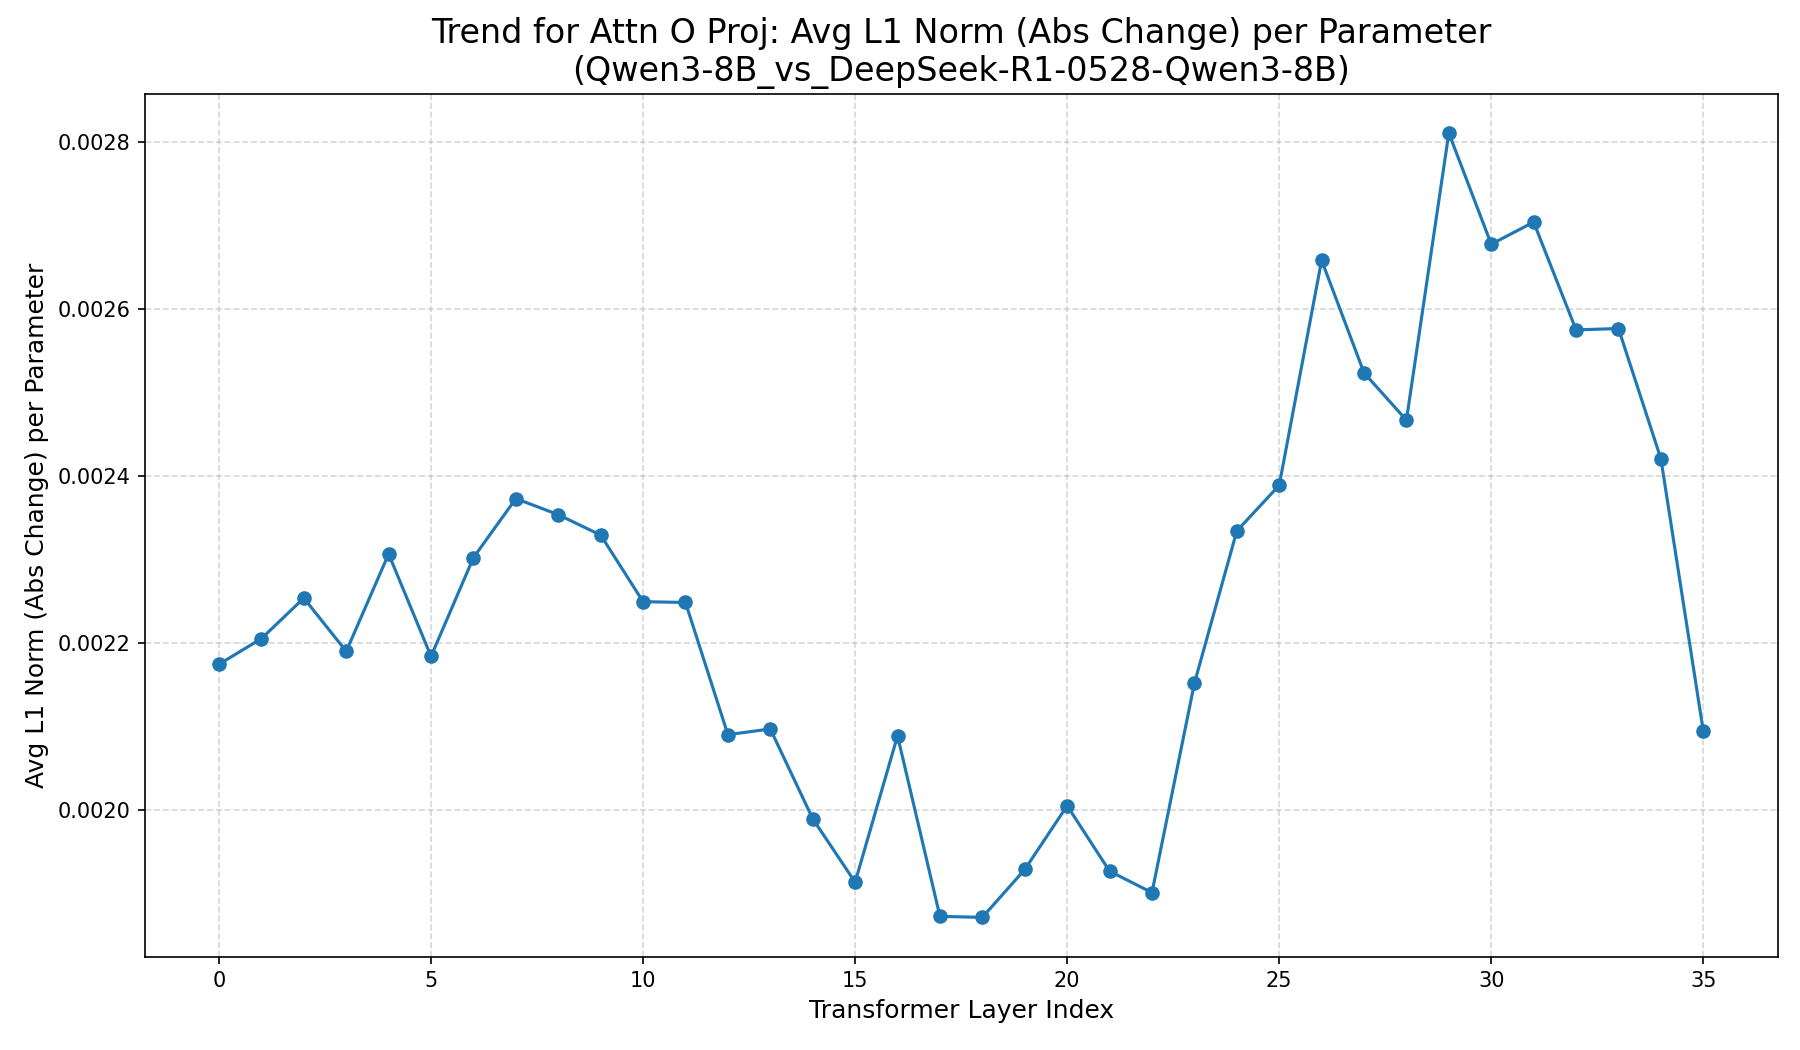 Trend for Attn O Proj: Avg L1 Norm (Abs Change) per Parameter
(Qwen3-8B_vs_DeepSeek-R1-0528-Qwen3-8B)
Avg L1 Norm (Abs Change) per Parameter
0.0028
0.0026
0.0024
0.0022
0.0020
0 5 10 15 20 25 30 35
Transformer Layer Index